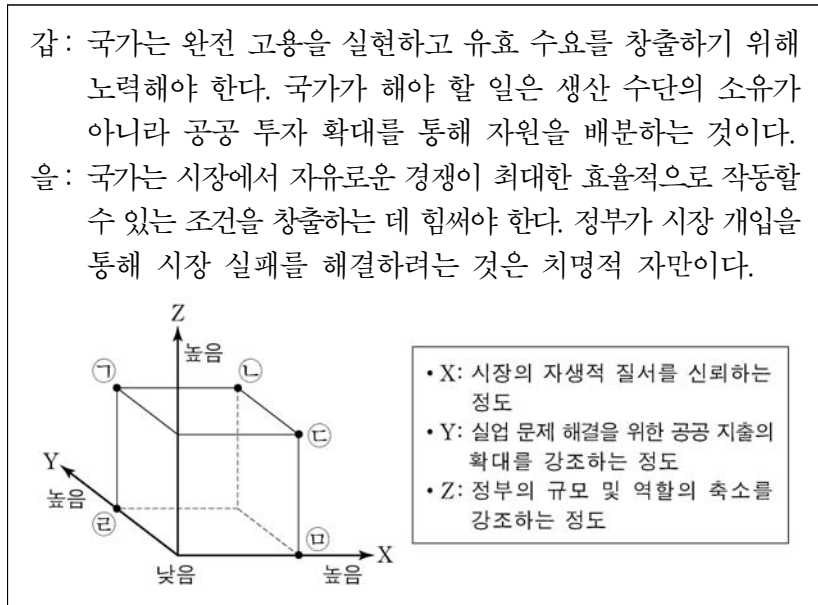 갑: 국가는 완전 고용을 실현하고 유효 수요를 창출하기 위해
노력해야 한다. 국가가 해야 할 일은 생산 수단의 소유가
아니라 공공 투자 확대를 통해 자원을 배분하는 것이다.
을: 국가는 시장에서 자유로운 경쟁이 최대한 효율적으로 작동할
수 있는 조건을 창출하는 데 힘써야 한다. 정부가 시장 개입을
통해 시장 실패를 해결하려는 것은 치명적 자만이다.
Z
높음
㉠
㉡
㉢
Y
높음
㉣
㉤
X
낮음
높음
• X: 시장의 자생적 질서를 신뢰하는
정도
• Y: 실업 문제 해결을 위한 공공 지출의
확대를 강조하는 정도
• Z: 정부의 규모 및 역할의 축소를
강조하는 정도